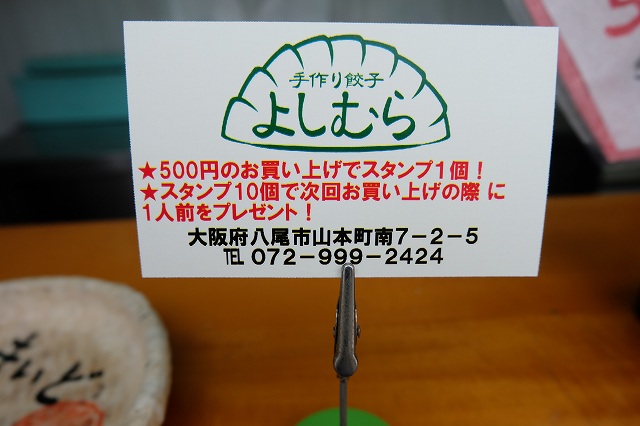 手作り餃子
よしむら
★500円のお買い上げでスタンプ1個！
★スタンプ10個で次回お買い上げの際 に
1人前をプレゼント！
大阪府八尾市山本町南7－2－5
℡ 072－999－2424